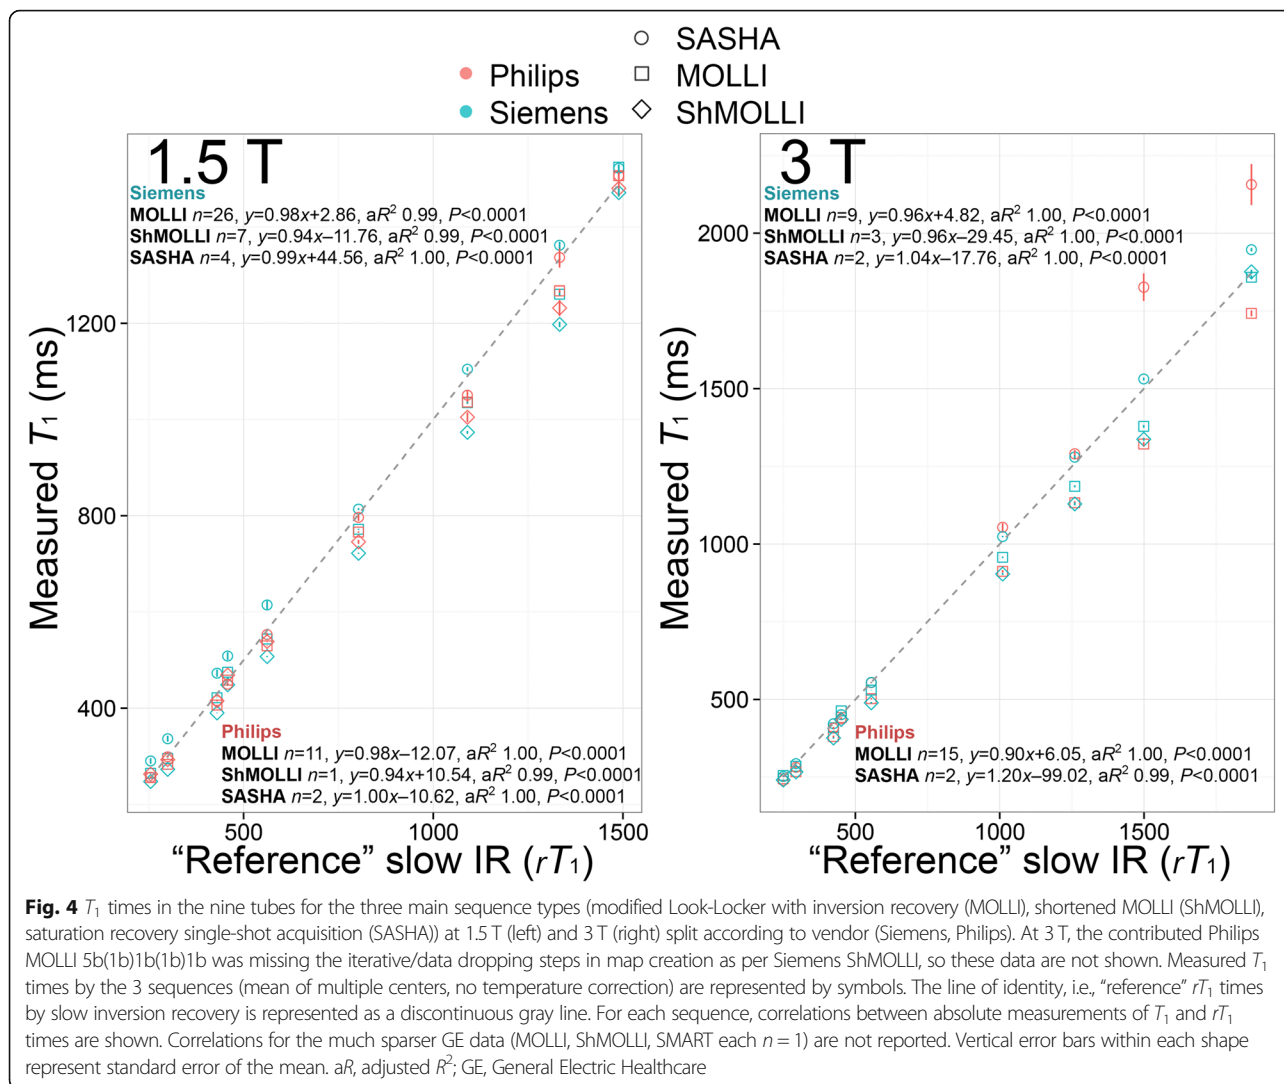 SASHA
Philips
MOLLI
Siemens
ShMOLLI
1.5 T
Siemens
MOLLI n=26, y=0.98x+2.86, aR² 0.99, P<0.0001
ShMOLLI n=7, y=0.94x–11.76, aR² 0.99, P<0.0001
SASHA n=4, y=0.99x+44.56, aR² 1.00, P<0.0001
1200
800
400
Measured T₁ (ms)
Philips
MOLLI n=11, y=0.98x–12.07, aR² 1.00, P<0.0001
ShMOLLI n=1, y=0.94x+10.54, aR² 0.99, P<0.0001
SASHA n=2, y=1.00x–10.62, aR² 1.00, P<0.0001
500
1000
1500
“Reference” slow IR (rT₁)
3 T
Siemens
MOLLI n=9, y=0.96x+4.82, aR² 1.00, P<0.0001
ShMOLLI n=3, y=0.96x–29.45, aR² 1.00, P<0.0001
SASHA n=2, y=1.04x–17.76, aR² 1.00, P<0.0001
2000
1500
1000
500
Measured T₁ (ms)
Philips
MOLLI n=15, y=0.90x+6.05, aR² 1.00, P<0.0001
SASHA n=2, y=1.20x–99.02, aR² 0.99, P<0.0001
500
1000
1500
“Reference” slow IR (rT₁)
Fig. 4 T₁ times in the nine tubes for the three main sequence types (modified Look-Locker with inversion recovery (MOLLI), shortened MOLLI (ShMOLLI),
saturation recovery single-shot acquisition (SASHA)) at 1.5 T (left) and 3 T (right) split according to vendor (Siemens, Philips). At 3 T, the contributed Philips
MOLLI 5b(1b)1b(1b)1b was missing the iterative/data dropping steps in map creation as per Siemens ShMOLLI, so these data are not shown. Measured T₁
times by the 3 sequences (mean of multiple centers, no temperature correction) are represented by symbols. The line of identity, i.e., “reference” rT₁ times
by slow inversion recovery is represented as a discontinuous gray line. For each sequence, correlations between absolute measurements of T₁ and rT₁
times are shown. Correlations for the much sparser GE data (MOLLI, ShMOLLI, SMART each n = 1) are not reported. Vertical error bars within each shape
represent standard error of the mean. aR, adjusted R²; GE, General Electric Healthcare